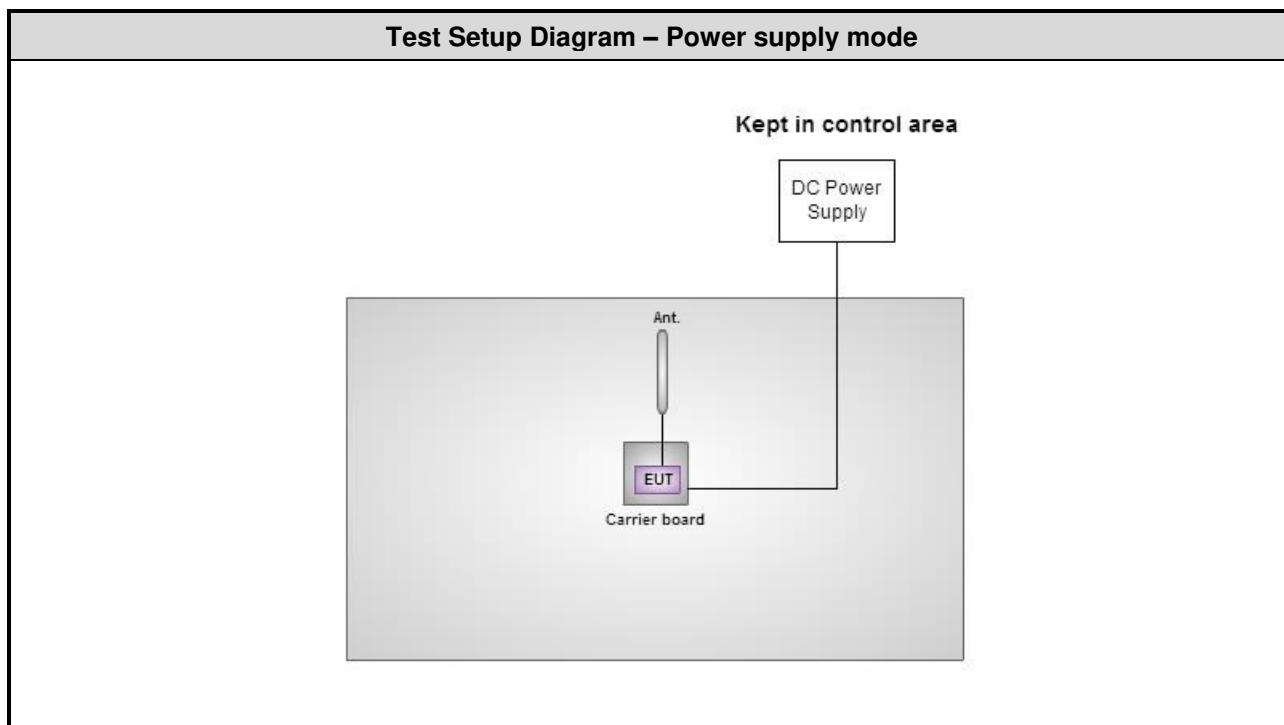 Test Setup Diagram – Power supply mode
Kept in control area
DC Power
Supply
Ant.
EUT
Carrier board